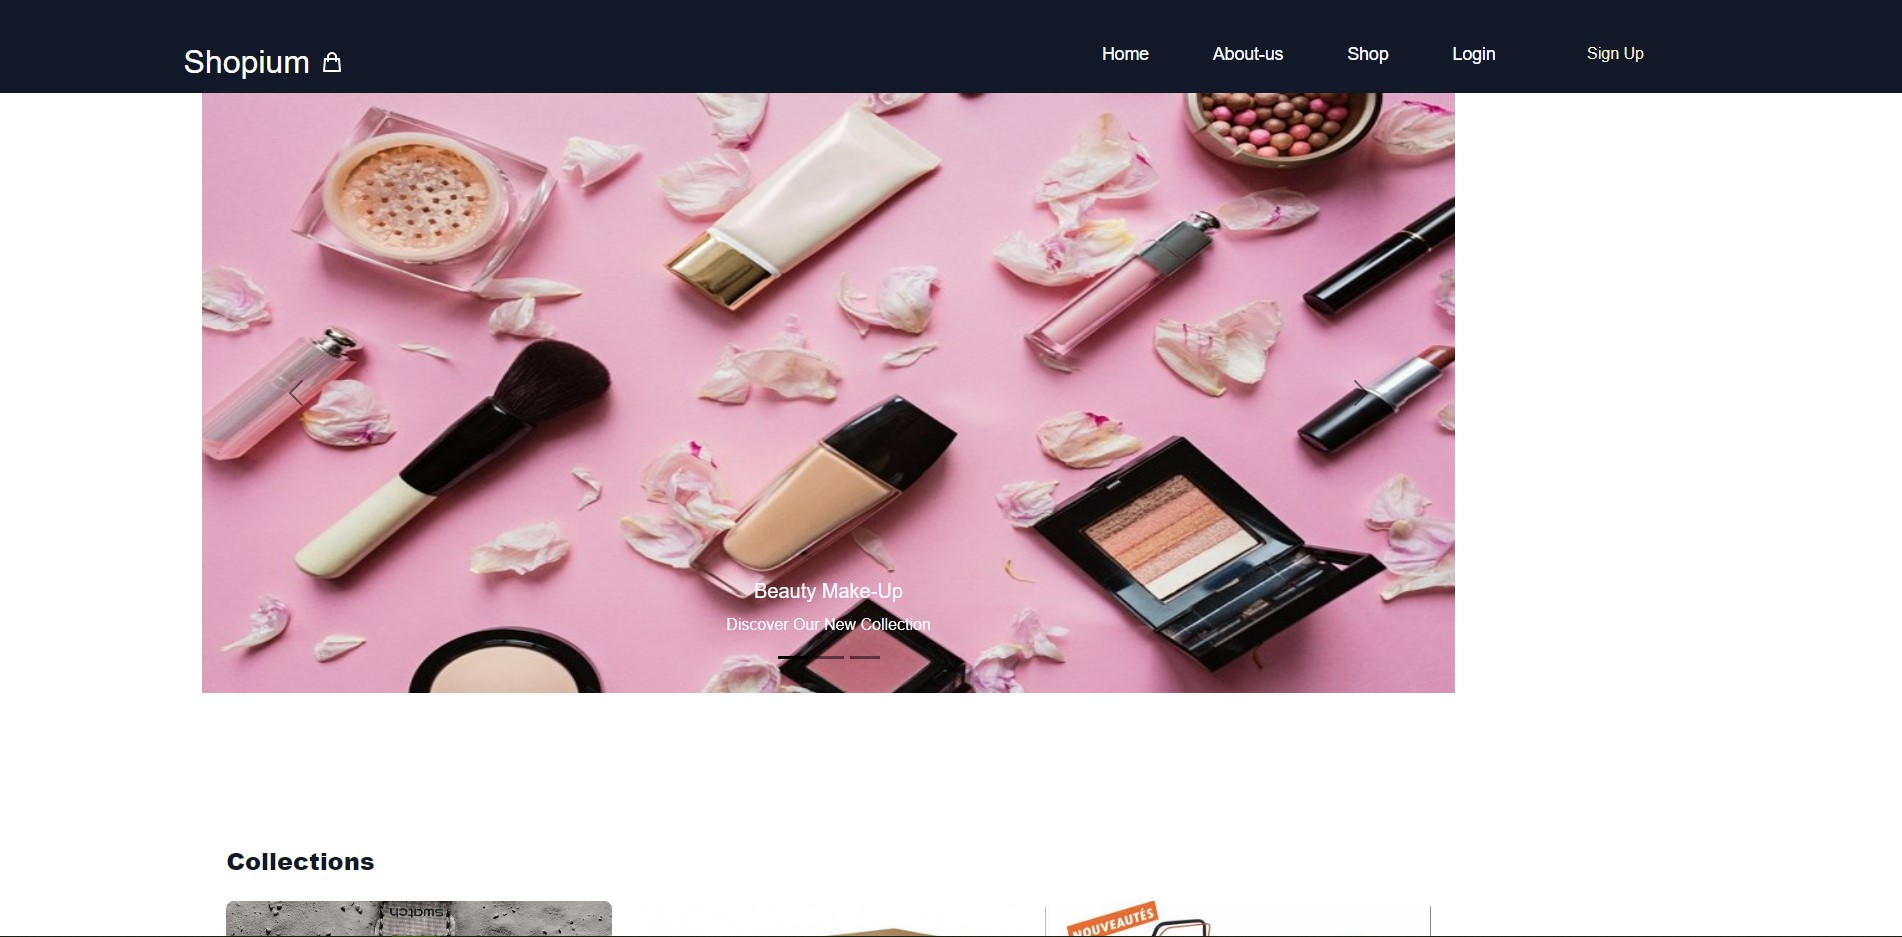 Shopium
Home About-us Shop Login Sign Up
Beauty Make-Up
Discover Our New Collection
Collections
swatch
NOUVEAUTÉS